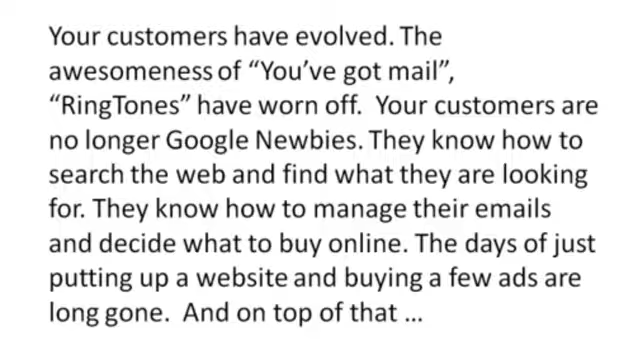 Your customers have evolved. The
awesomeness of “You’ve got mail”,
“RingTones” have worn off.  Your customers are
no longer Google Newbies. They know how to
search the web and find what they are looking
for. They know how to manage their emails
and decide what to buy online. The days of just
putting up a website and buying a few ads are
long gone.  And on top of that …